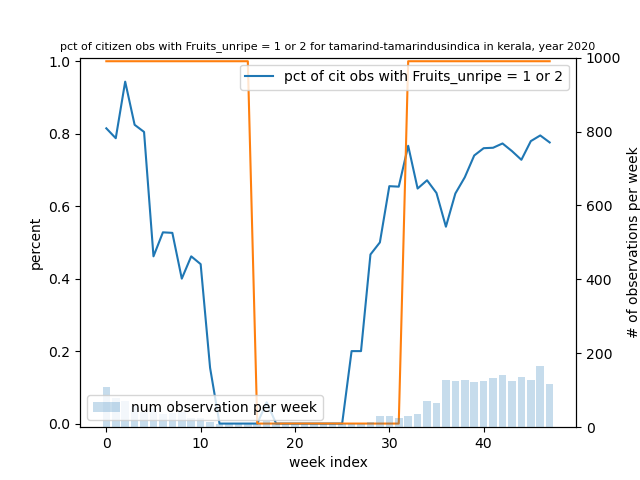 pct of citizen obs with Fruits_unripe = 1 or 2 for tamarind-tamarindusindica in kerala, year 2020
pct of cit obs with Fruits_unripe = 1 or 2
num observation per week
percent
# of observations per week
week index
1.0
0.8
0.6
0.4
0.2
0.0
1000
800
600
400
200
0
0
10
20
30
40